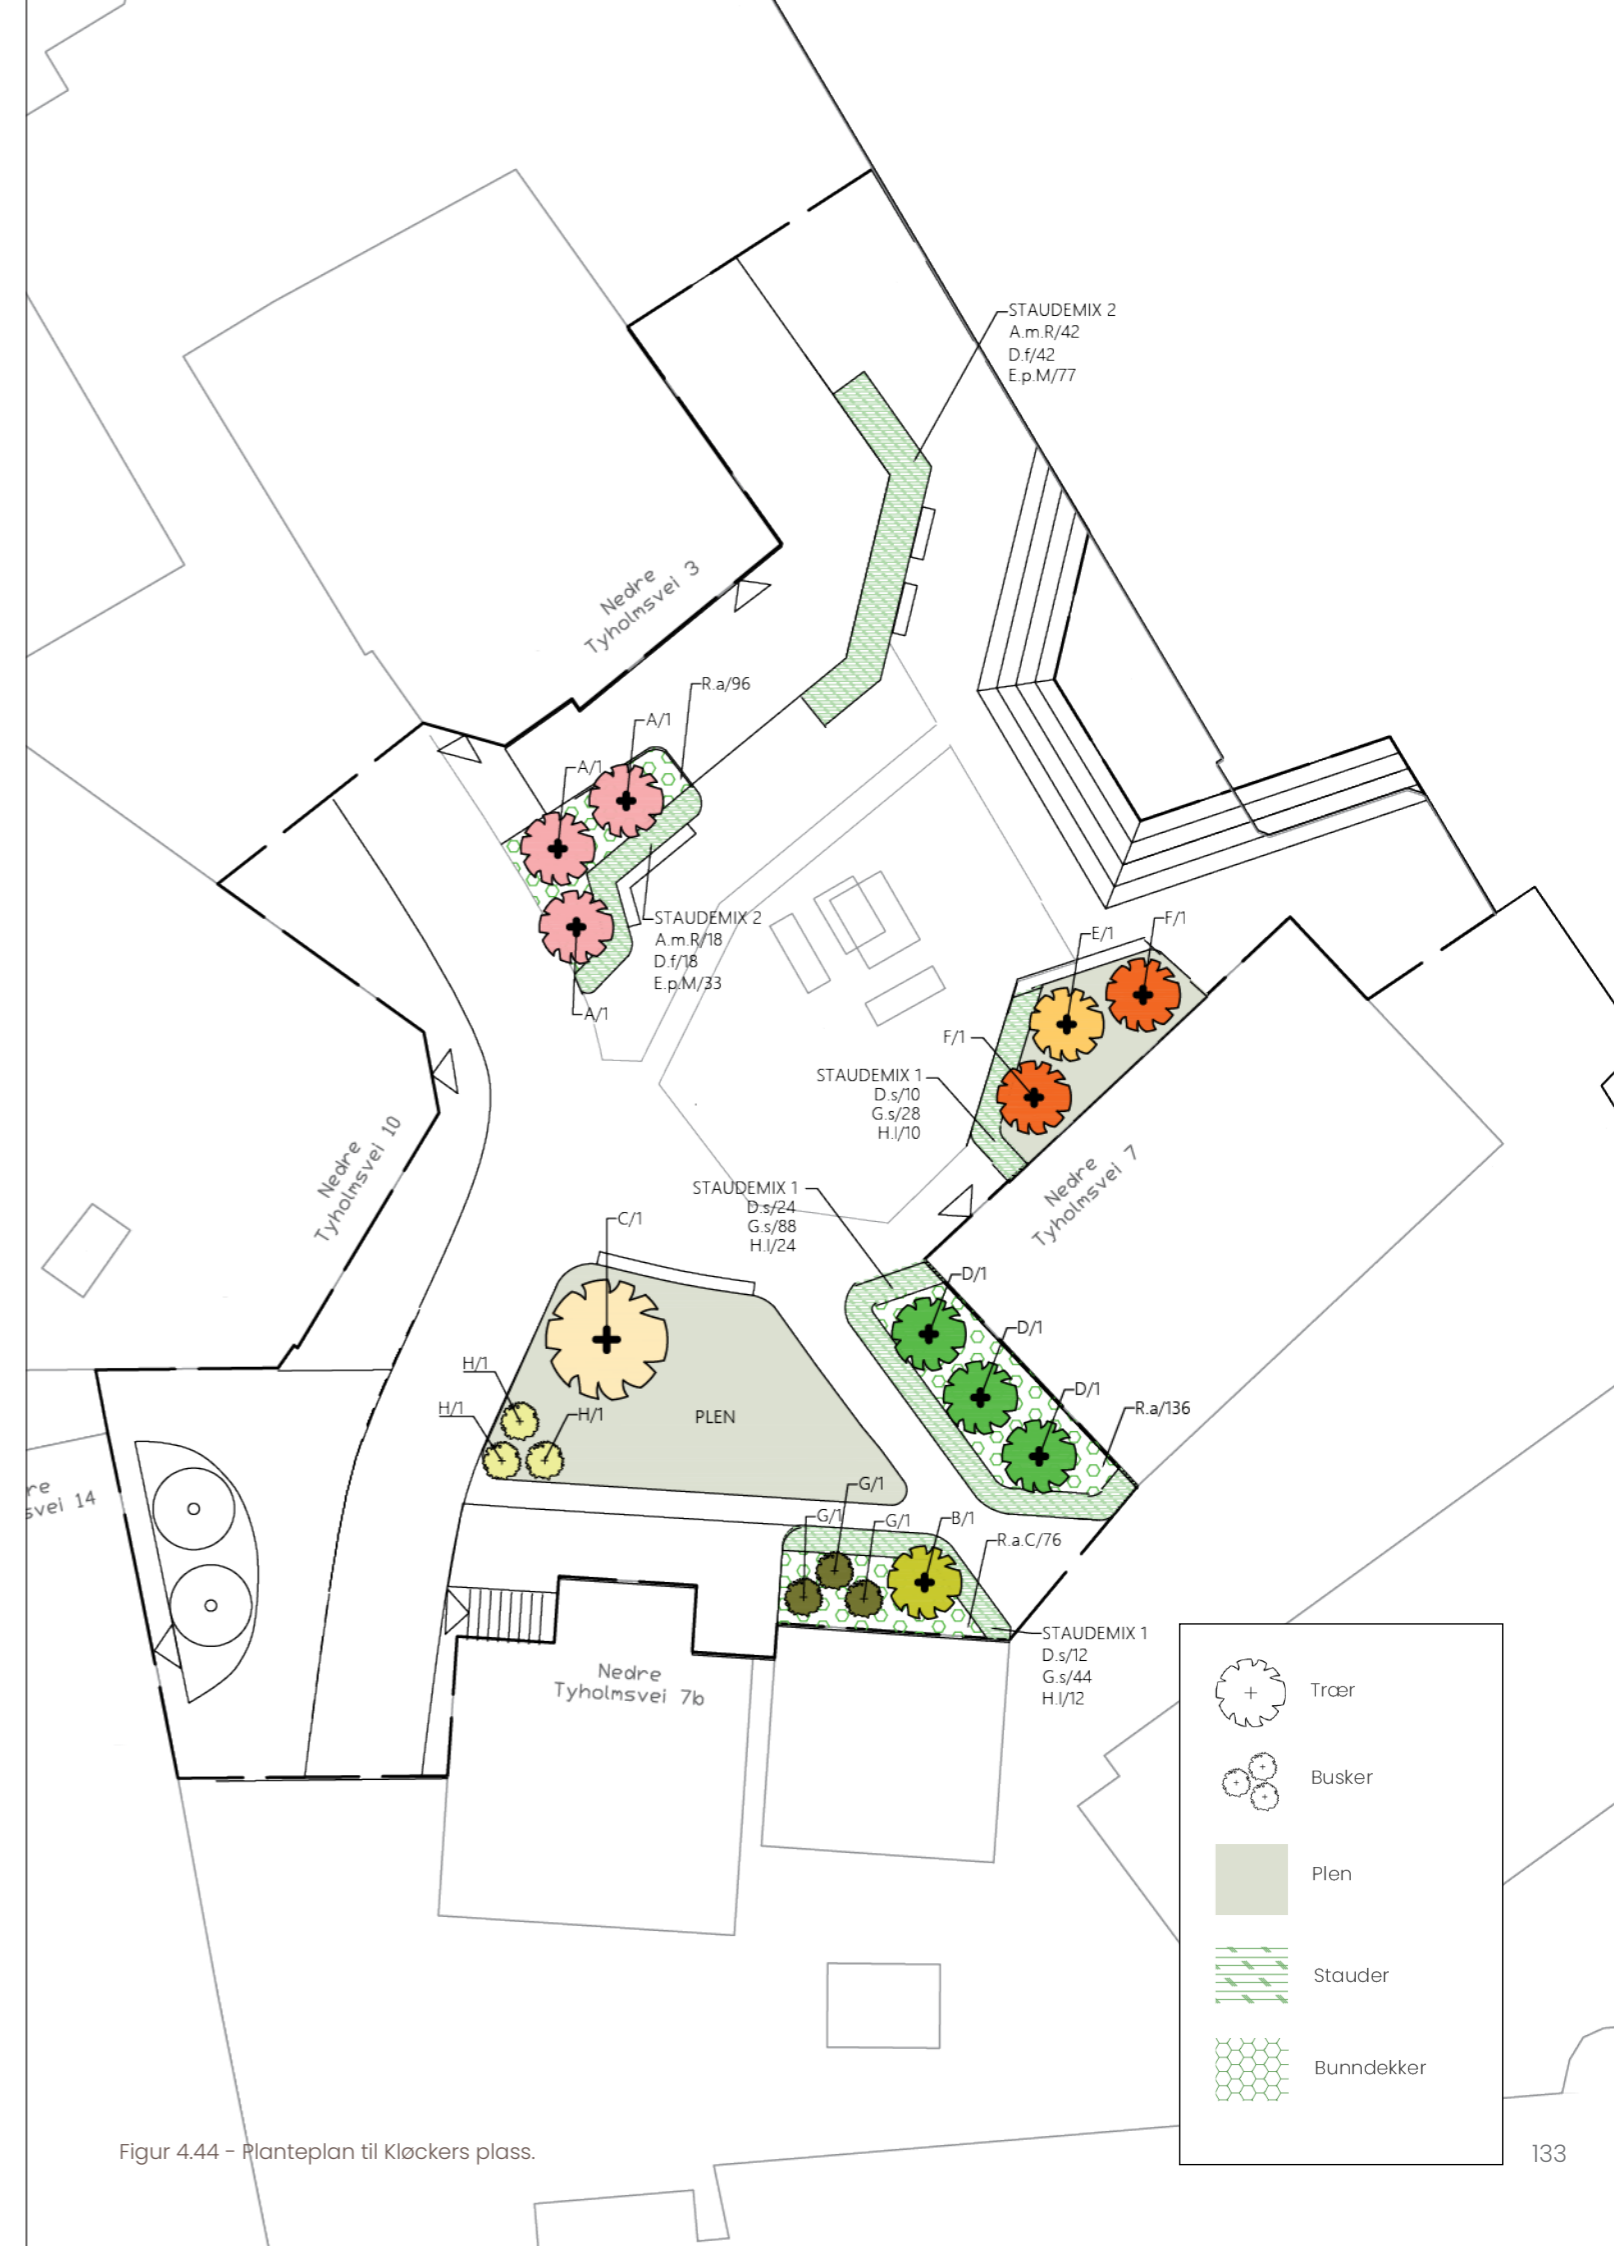 STAUDEMIX 2
A.m.R/42
D.f/42
E.p.M/77
Nedre
Tyholmsvei 3
R.a/96
A/1
A/1
STAUDEMIX 2
A.m.R/18
D.f/18
E.p.M/33
A/1
F/1
E/1
F/1
STAUDEMIX 1
D.s/10
G.s/28
H.l/10
Nedre
Tyholmsvei 10
Nedre
Tyholmsvei 7
STAUDEMIX 1
D.s/24
G.s/88
H.l/24
C/1
D/1
D/1
D/1
R.a/136
H/1
H/1
H/1
PLEN
G/1
G/1
G/1
B/1
R.a.C/76
re
svei 14
STAUDEMIX 1
D.s/12
G.s/44
H.l/12
Nedre
Tyholmsvei 7b
Trær
Busker
Plen
Stauder
Bunndekker
Figur 4.44 - Planteplan til Kløckers plass.
133